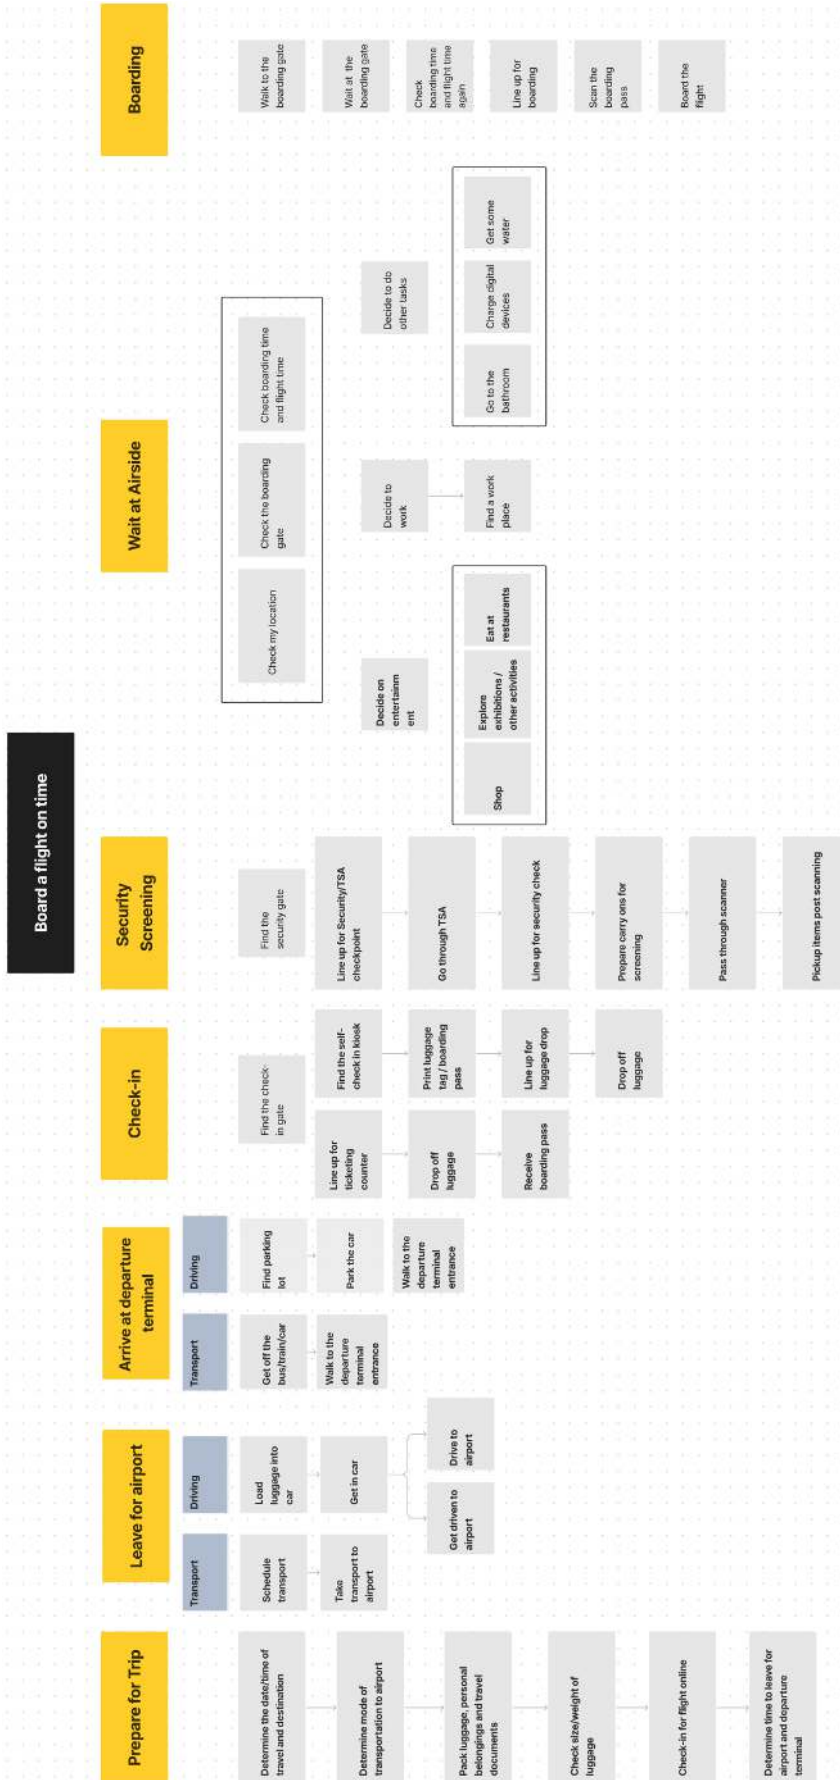 Board a flight on time
Prepare for Trip
Determine the date/time of
travel and destination
Determine mode of
transportation to airport
Pack luggage, personal
belongings and travel
documents
Check size/weight of
luggage
Check-in for flight online
Determine time to leave for
airport and departure
terminal
Leave for airport
Transport
Schedule
transport
Take
transport to
airport
Driving
Load
luggage into
car
Get in car
Get driven to
airport
Drive to
airport
Arrive at departure
terminal
Transport
Get off the
bus/train/car
Walk to the
departure
terminal
entrance
Driving
Find parking
lot
Park the car
Walk to the
departure
terminal
entrance
Check-in
Find the check-
in gate
Line up for
ticketing
counter
Drop off
luggage
Receive
boarding pass
Find the self-
check in kiosk
Print luggage
tag / boarding
pass
Line up for
luggage drop
Drop off
luggage
Security
Screening
Find the
security gate
Line up for Security/TSA
checkpoint
Go through TSA
Line up for security check
Prepare carry ons for
screening
Pass through scanner
Pickup items post scanning
Wait at Airside
Check my location
Check the boarding
gate
Check boarding time
and flight time
Decide on
entertainm
ent
Shop
Explore
exhibitions /
other activities
Eat at
restaurants
Decide to
work
Find a work
place
Decide to do
other tasks
Go to the
bathroom
Charge digital
devices
Get some
water
Boarding
Walk to the
boarding gate
Wait at the
boarding gate
Check
boarding time
and flight time
again
Line up for
boarding
Scan the
boarding
pass
Board the
flight